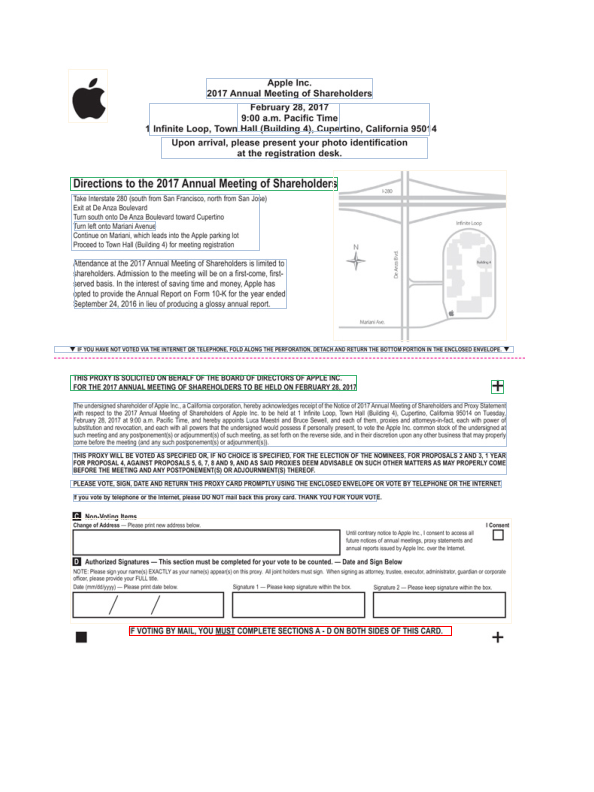 Apple Inc.
2017 Annual Meeting of Shareholders
February 28, 2017
9:00 a.m. Pacific Time
1 Infinite Loop, Town Hall (Building 4), Cupertino, California 95014
Upon arrival, please present your photo identification
at the registration desk.
Directions to the 2017 Annual Meeting of Shareholders
Take Interstate 280 (south from San Francisco, north from San Jose)
Exit at De Anza Boulevard
Turn south onto De Anza Boulevard toward Cupertino
Turn left onto Mariani Avenue
Continue on Mariani, which leads into the Apple parking lot
Proceed to Town Hall (Building 4) for meeting registration
Attendance at the 2017 Annual Meeting of Shareholders is limited to
shareholders. Admission to the meeting will be on a first-come, first-
served basis. In the interest of saving time and money, Apple has
opted to provide the Annual Report on Form 10-K for the year ended
September 24, 2016 in lieu of producing a glossy annual report.
I-280
Infinite Loop
N
De Anza Blvd.
Building 4
Mariani Ave.
▼ IF YOU HAVE NOT VOTED VIA THE INTERNET OR TELEPHONE, FOLD ALONG THE PERFORATION, DETACH AND RETURN THE BOTTOM PORTION IN THE ENCLOSED ENVELOPE. ▼
THIS PROXY IS SOLICITED ON BEHALF OF THE BOARD OF DIRECTORS OF APPLE INC.
FOR THE 2017 ANNUAL MEETING OF SHAREHOLDERS TO BE HELD ON FEBRUARY 28, 2017
The undersigned shareholder of Apple Inc., a California corporation, hereby acknowledges receipt of the Notice of 2017 Annual Meeting of Shareholders and Proxy Statement
with respect to the 2017 Annual Meeting of Shareholders of Apple Inc. to be held at 1 Infinite Loop, Town Hall (Building 4), Cupertino, California 95014 on Tuesday,
February 28, 2017 at 9:00 a.m. Pacific Time, and hereby appoints Luca Maestri and Bruce Sewell, and each of them, proxies and attorneys-in-fact, each with power of
substitution and revocation, and each with all powers that the undersigned would possess if personally present, to vote the Apple Inc. common stock of the undersigned at
such meeting and any postponement(s) or adjournment(s) of such meeting, as set forth on the reverse side, and in their discretion upon any other business that may properly
come before the meeting (and any such postponement(s) or adjournment(s)).
THIS PROXY WILL BE VOTED AS SPECIFIED OR, IF NO CHOICE IS SPECIFIED, FOR THE ELECTION OF THE NOMINEES, FOR PROPOSALS 2 AND 3, 1 YEAR
FOR PROPOSAL 4, AGAINST PROPOSALS 5, 6, 7, 8 AND 9, AND AS SAID PROXIES DEEM ADVISABLE ON SUCH OTHER MATTERS AS MAY PROPERLY COME
BEFORE THE MEETING AND ANY POSTPONEMENT(S) OR ADJOURNMENT(S) THEREOF.
PLEASE VOTE, SIGN, DATE AND RETURN THIS PROXY CARD PROMPTLY USING THE ENCLOSED ENVELOPE OR VOTE BY TELEPHONE OR THE INTERNET.
If you vote by telephone or the Internet, please DO NOT mail back this proxy card. THANK YOU FOR YOUR VOTE.
C Non-Voting Items
Change of Address — Please print new address below.
Until contrary notice to Apple Inc., I consent to access all
future notices of annual meetings, proxy statements and
annual reports issued by Apple Inc. over the Internet.
I Consent
D Authorized Signatures — This section must be completed for your vote to be counted. — Date and Sign Below
NOTE: Please sign your name(s) EXACTLY as your name(s) appear(s) on this proxy. All joint holders must sign. When signing as attorney, trustee, executor, administrator, guardian or corporate
officer, please provide your FULL title.
Date (mm/dd/yyyy) — Please print date below.
Signature 1 — Please keep signature within the box.
Signature 2 — Please keep signature within the box.
IF VOTING BY MAIL, YOU MUST COMPLETE SECTIONS A - D ON BOTH SIDES OF THIS CARD.